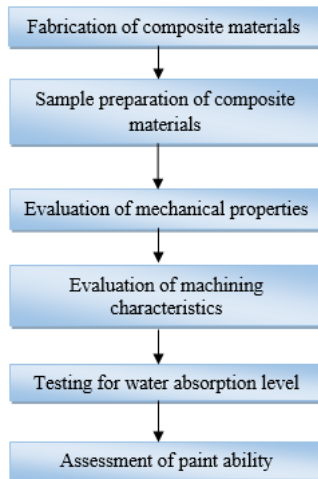 Fabrication of composite materials
Sample preparation of composite
materials
Evaluation of mechanical properties
Evaluation of machining
characteristics
Testing for water absorption level
Assessment of paint ability